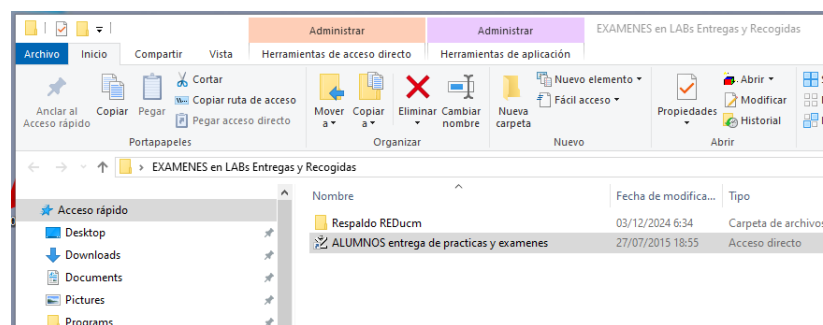 Administrar Administrar EXAMENES en LABs Entregas y Recogidas
Archivo Inicio Compartir Vista Herramientas de acceso directo Herramientas de aplicación
Anclar al Acceso rápido
Copiar
Pegar
Cortar
Copiar ruta de acceso
Pegar acceso directo
Portapapeles
Mover a
Copiar a
Eliminar
Cambiar nombre
Organizar
Nueva carpeta
Nuevo elemento
Fácil acceso
Nuevo
Propiedades
Abrir
Modificar
Historial
Abrir
EXAMENES en LABs Entregas y Recogidas
Nombre Fecha de modifica... Tipo
Acceso rápido
Desktop
Downloads
Documents
Pictures
Programs
Respaldo REDucm 03/12/2024 6:34 Carpeta de archivos
ALUMNOS entrega de practicas y examenes 27/07/2015 18:55 Acceso directo